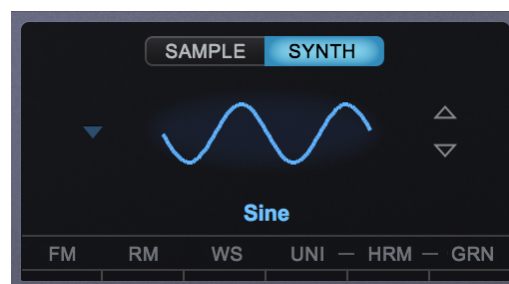 SAMPLE SYNTH
Sine
FM RM WS UNI — HRM — GRN